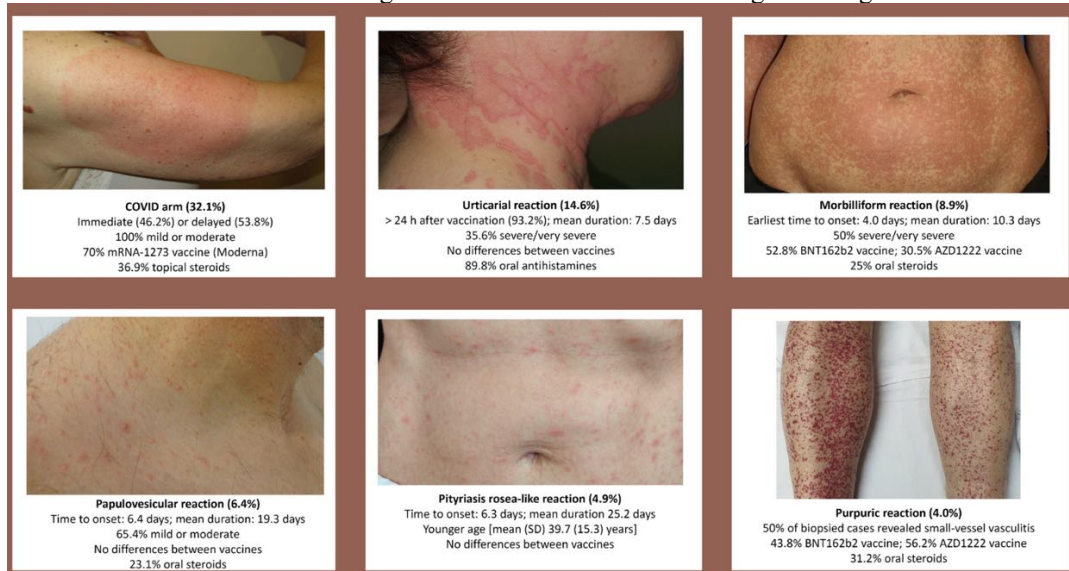 COVID arm (32.1%)
Immediate (46.2%) or delayed (53.8%)
100% mild or moderate
70% mRNA-1273 vaccine (Moderna)
36.9% topical steroids
Urticarial reaction (14.6%)
> 24 h after vaccination (93.2%); mean duration: 7.5 days
35.6% severe/very severe
No differences between vaccines
89.8% oral antihistamines
Morbilliform reaction (8.9%)
Earliest time to onset: 4.0 days; mean duration: 10.3 days
50% severe/very severe
52.8% BNT162b2 vaccine; 30.5% AZD1222 vaccine
25% oral steroids
Papulovesicular reaction (6.4%)
Time to onset: 6.4 days; mean duration: 19.3 days
65.4% mild or moderate
No differences between vaccines
23.1% oral steroids
Pityriasis rosea-like reaction (4.9%)
Time to onset: 6.3 days; mean duration 25.2 days
Younger age [mean (SD) 39.7 (15.3) years]
No differences between vaccines
Purpuric reaction (4.0%)
50% of biopsied cases revealed small-vessel vasculitis
43.8% BNT162b2 vaccine; 56.2% AZD1222 vaccine
31.2% oral steroids